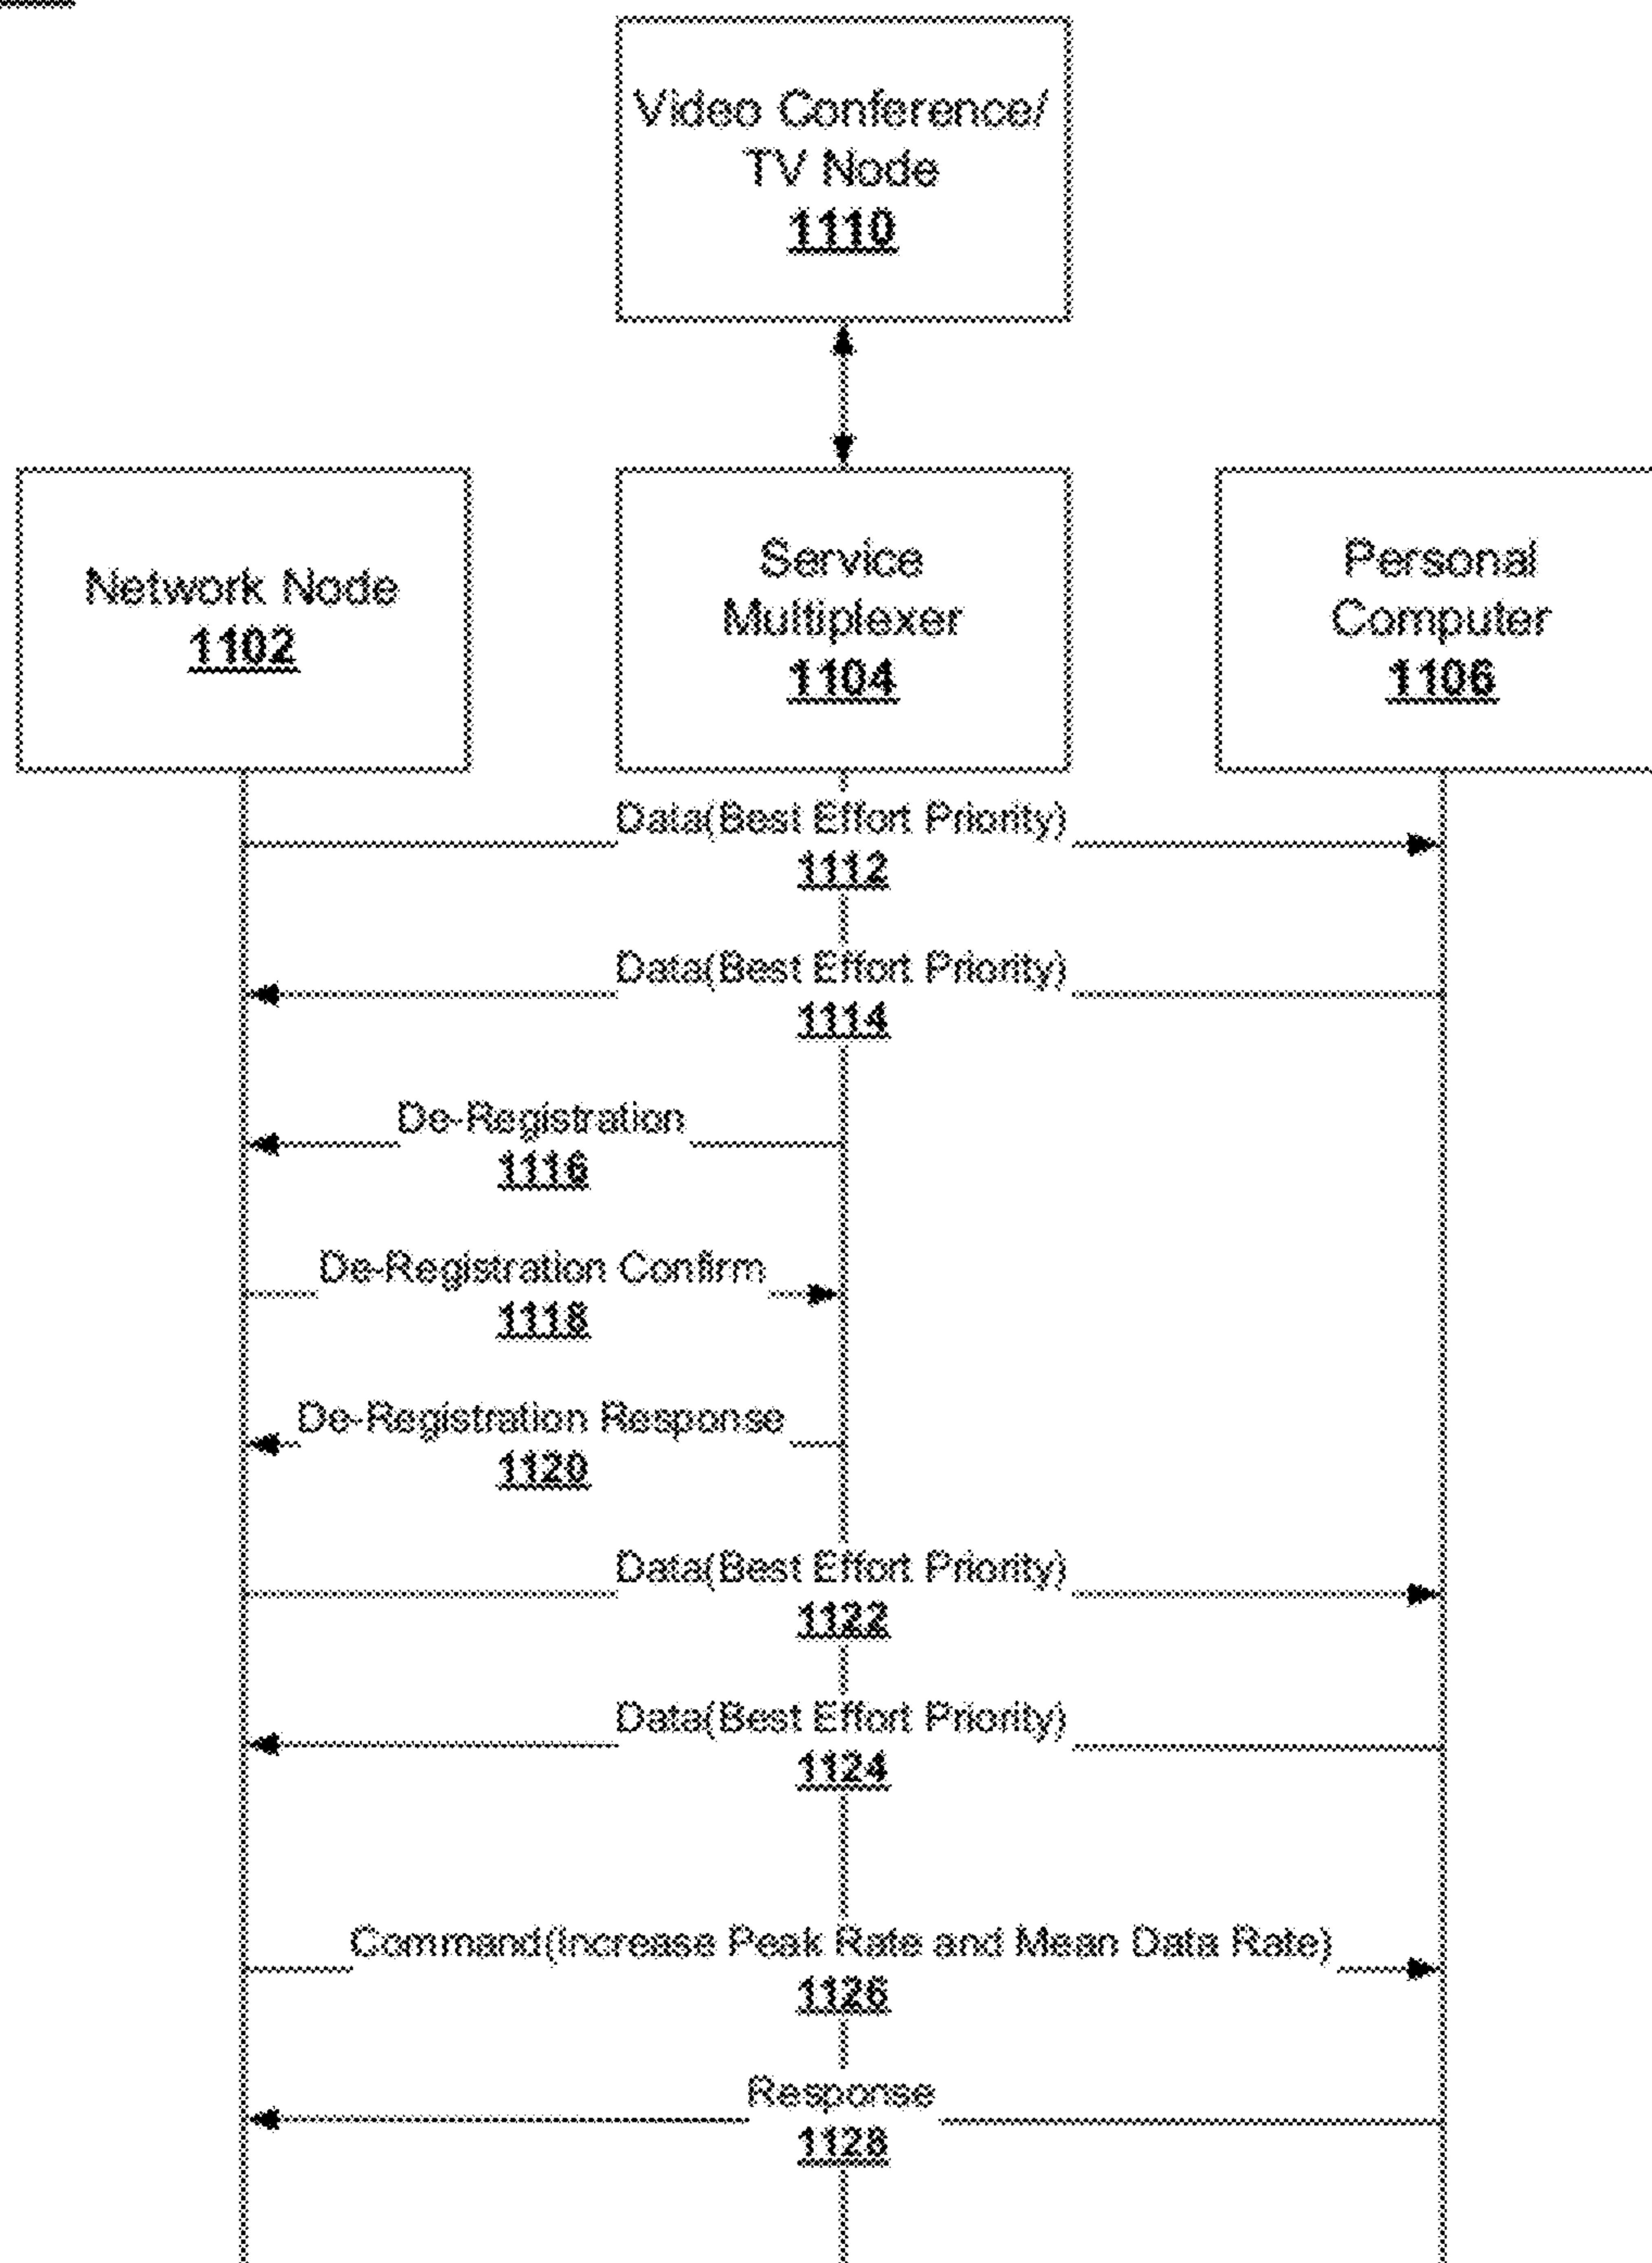 Video Conference/
TV Node
1110
Network Node
1102
Service
Multiplexer
1104
Personal
Computer
1106
Data(Best Effort Priority)
1112
Data(Best Effort Priority)
1114
De-Registration
1116
De-Registration Confirm
1118
De-Registration Response
1120
Data(Best Effort Priority)
1122
Data(Best Effort Priority)
1124
Command(Increase Peak Rate and Mean Data Rate)
1126
Response
1128